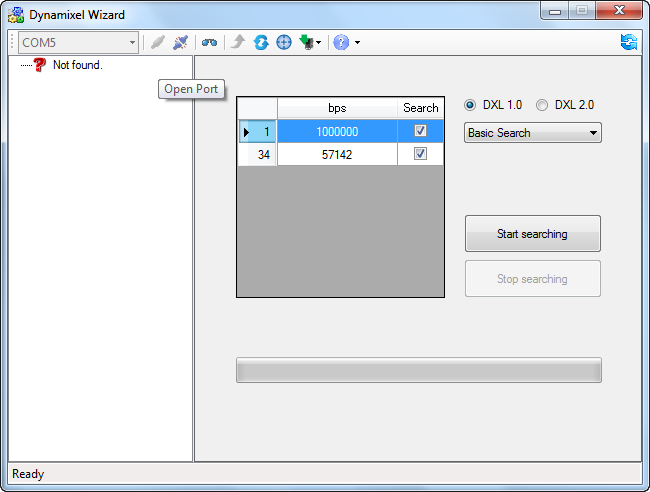 Dynamixel Wizard
COM5
Not found.
Open Port
bps Search
1 1000000
34 57142
DXL 1.0 DXL 2.0
Basic Search
Start searching
Stop searching
Ready